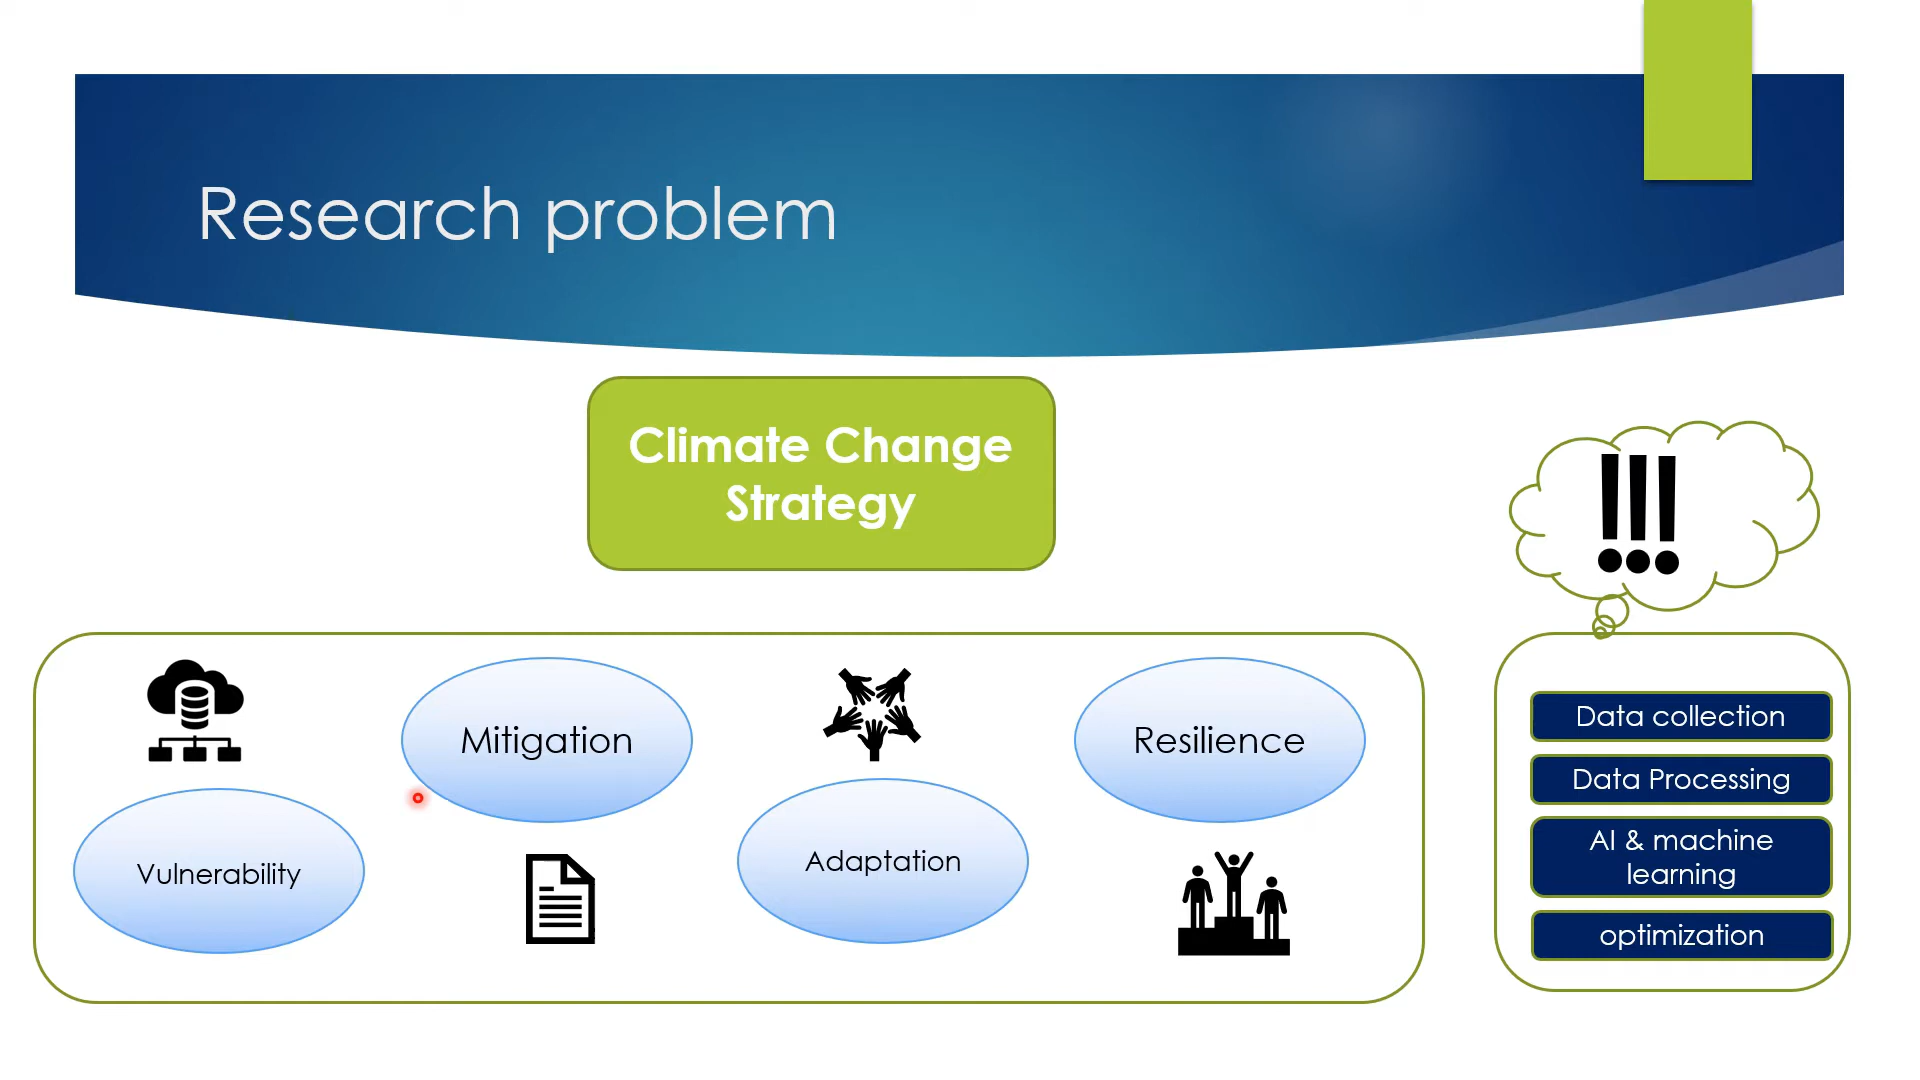 Research problem
Climate Change
Strategy
!!!
Mitigation
Resilience
Vulnerability
Adaptation
Data collection
Data Processing
AI & machine
learning
optimization